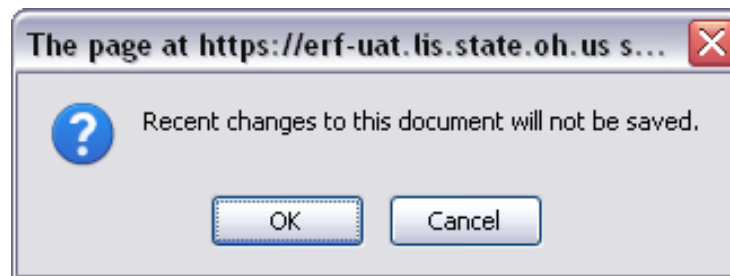 The page at https://erf-uat.lis.state.oh.us s...
Recent changes to this document will not be saved.
OK
Cancel